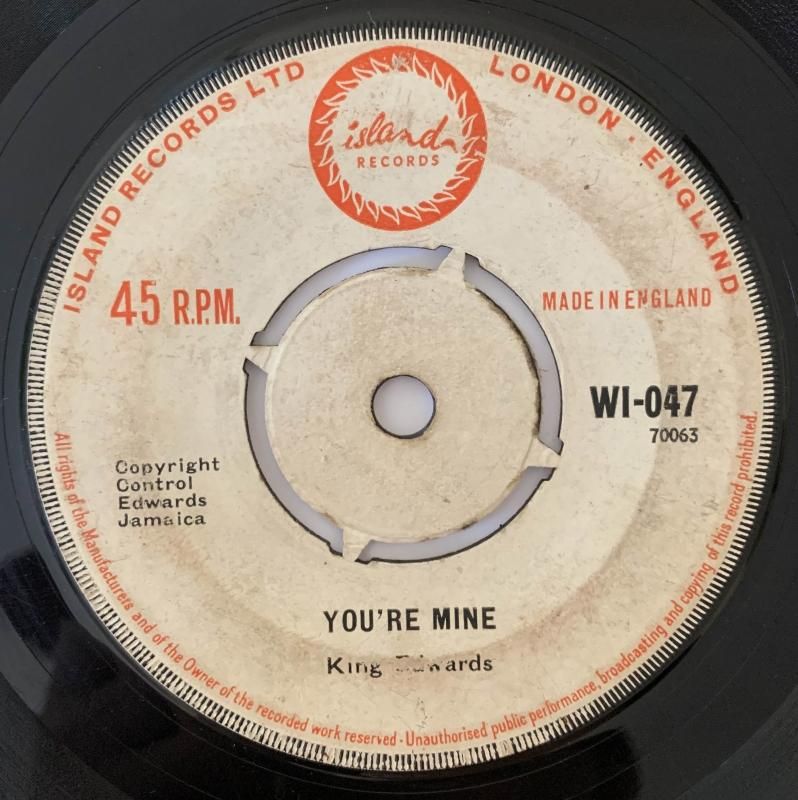 ISLAND RECORDS LTD
LONDON · ENGLAND
island
RECORDS
45 R.P.M.
MADE IN ENGLAND
WI-047
70063
Copyright
Control
Edwards
Jamaica
YOU'RE MINE
King Edwards
All rights of the Manufacturers and of the Owner of the recorded work reserved - Unauthorised public performance, broadcasting and copying of this record prohibited.